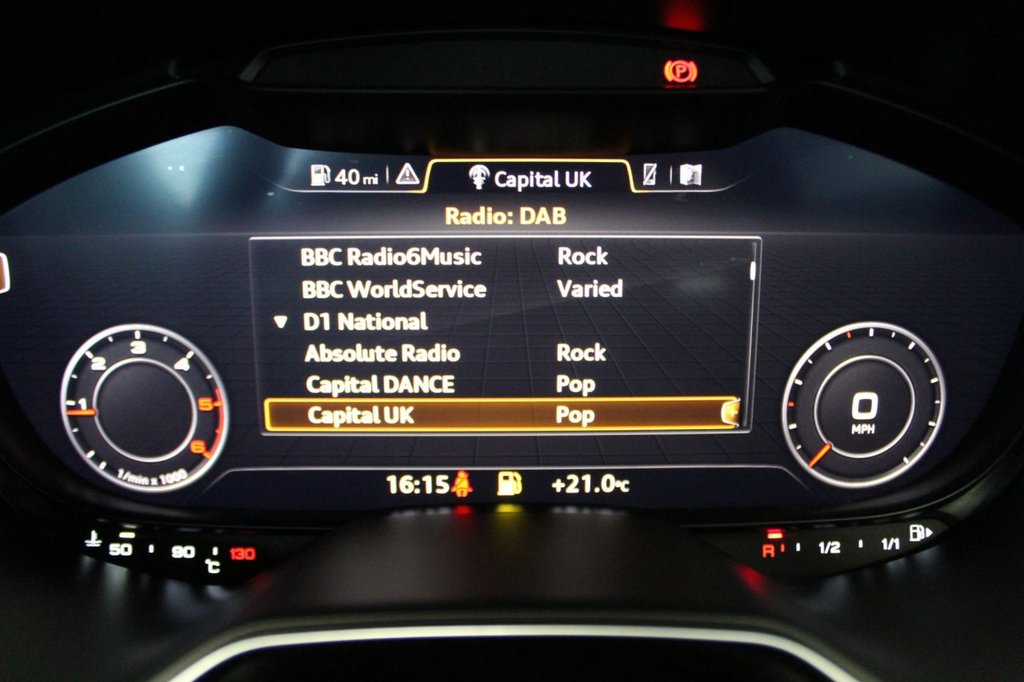 P
40 mi Capital UK
Radio: DAB
BBC Radio6Music Rock
BBC WorldService Varied
D1 National
Absolute Radio Rock
Capital DANCE Pop
Capital UK Pop
1 2 3 4 5 6
1/min x 1000
0
MPH
16:15 +21.0°c
50 90 130
°C
R 1/2 1/1